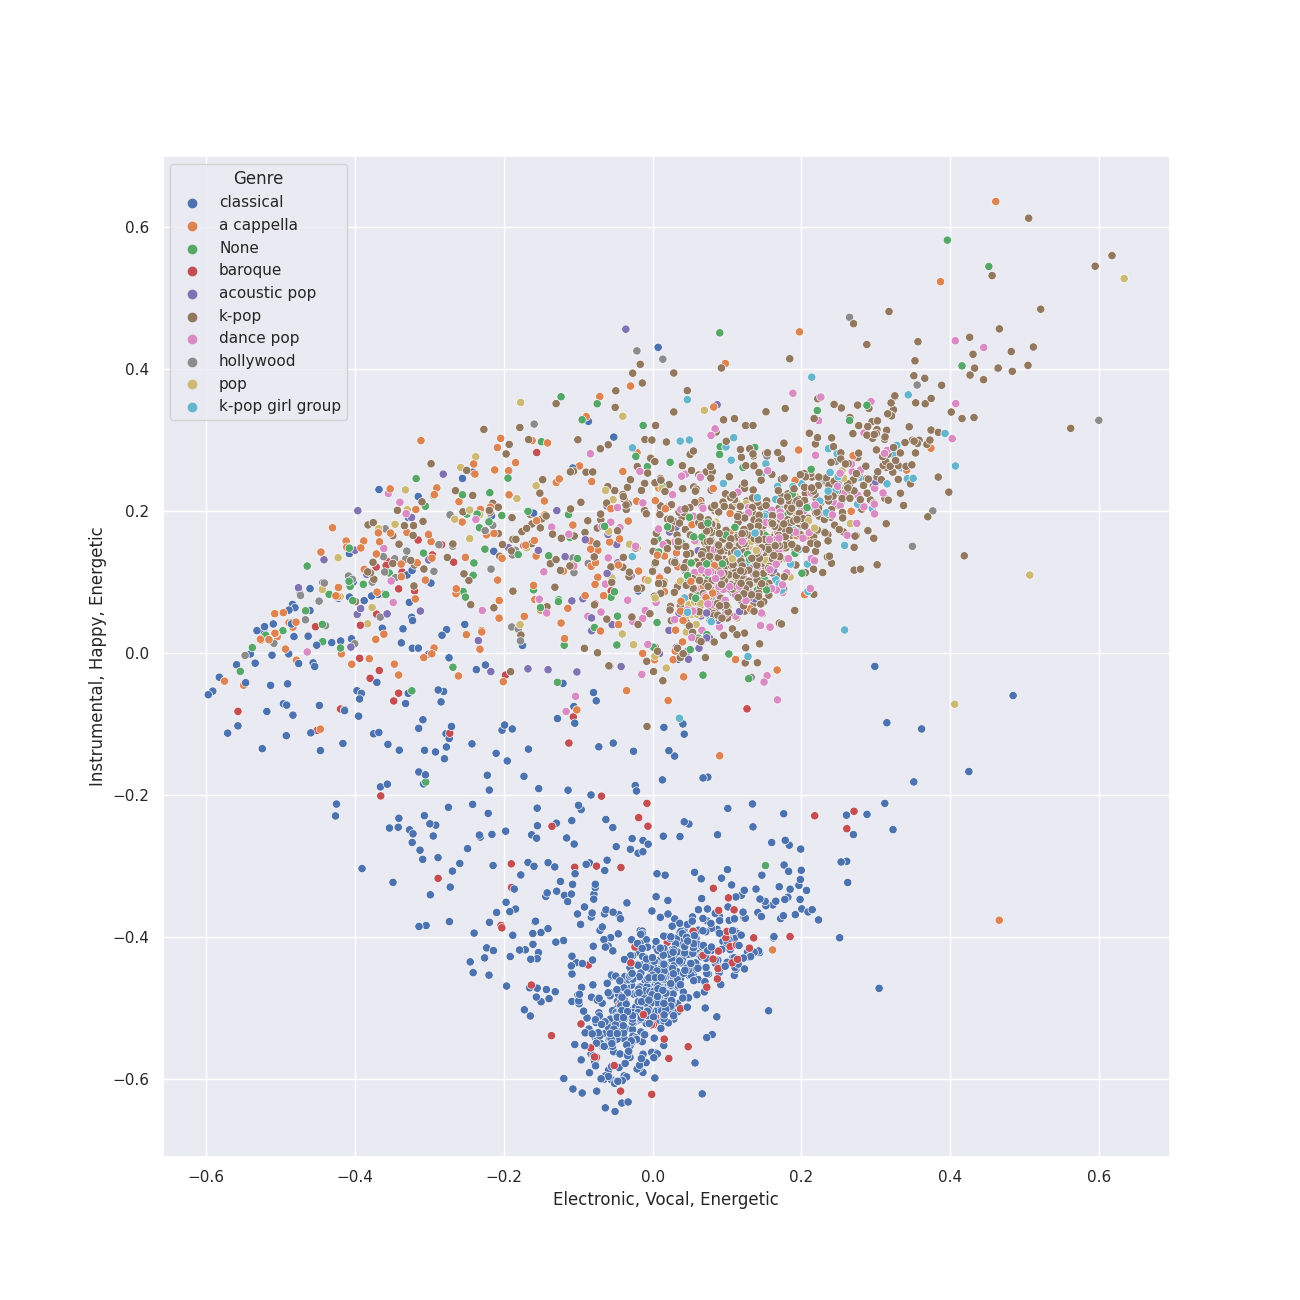 Genre
classical
a cappella
None
baroque
acoustic pop
k-pop
dance pop
hollywood
pop
k-pop girl group
0.6
0.4
0.2
0.0
−0.2
−0.4
−0.6
Instrumental, Happy, Energetic
−0.6 −0.4 −0.2 0.0 0.2 0.4 0.6
Electronic, Vocal, Energetic